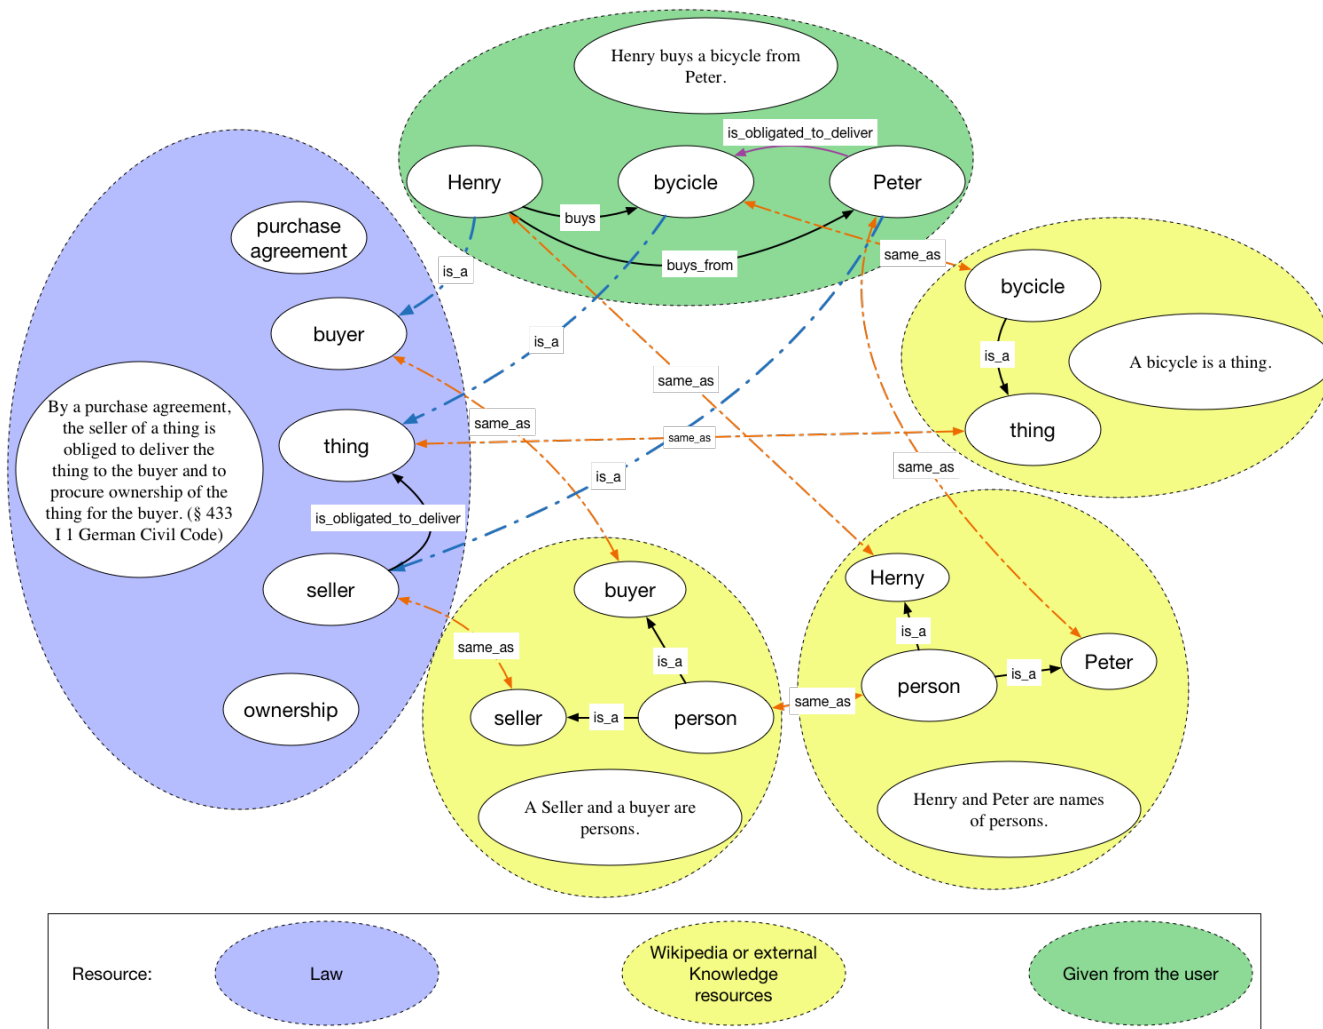 Henry buys a bicycle from
Peter.
is_obligated_to_deliver
Henry
bycicle
Peter
buys
buys_from
same_as
is_a
purchase
agreement
buyer
bycicle
is_a
is_a
A bicycle is a thing.
same_as
same_as
By a purchase agreement,
the seller of a thing is
obliged to deliver the
thing to the buyer and to
procure ownership of the
thing for the buyer. (§ 433
I 1 German Civil Code)
thing
same_as
thing
same_as
is_a
is_obligated_to_deliver
seller
buyer
Herny
is_a
same_as
is_a
Peter
is_a
person
ownership
seller
is_a
person
same_as
A Seller and a buyer are
persons.
Henry and Peter are names
of persons.
Resource:
Law
Wikipedia or external
Knowledge
resources
Given from the user